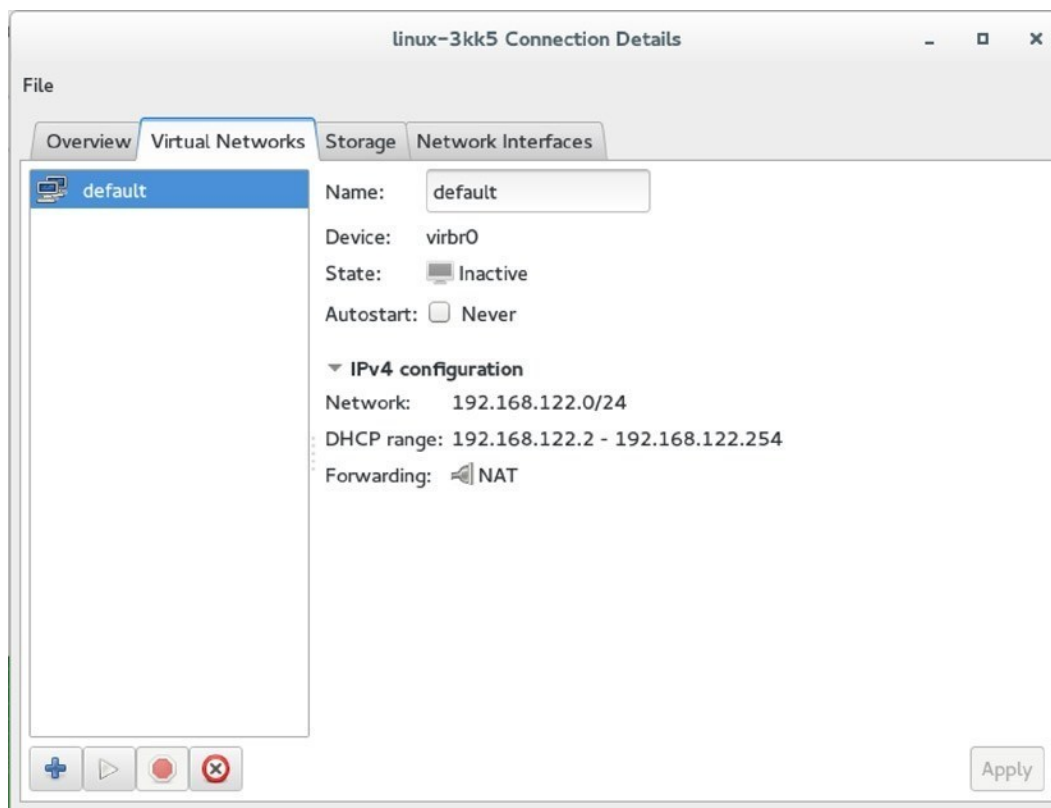 linux-3kk5 Connection Details
File
Overview Virtual Networks Storage Network Interfaces
default
Name: default
Device: virbr0
State: Inactive
Autostart: Never
IPv4 configuration
Network: 192.168.122.0/24
DHCP range: 192.168.122.2 - 192.168.122.254
Forwarding: NAT
Apply